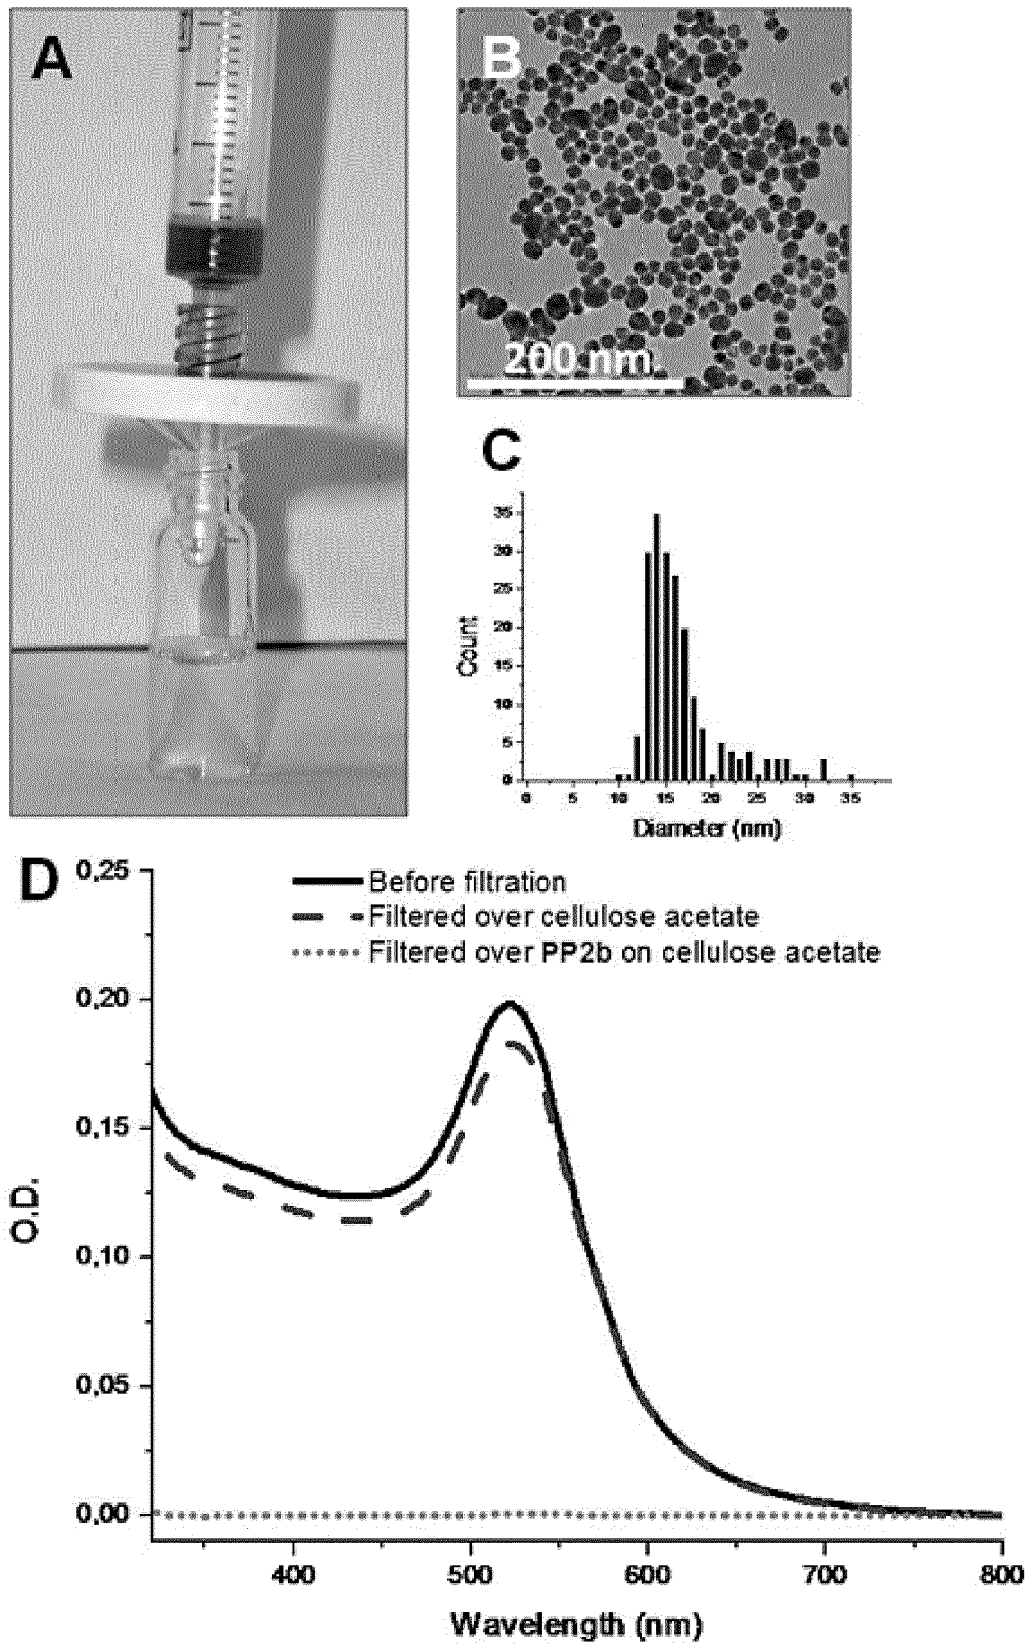 A
B
200 nm
C
35
30
25
20
15
10
5
0
Count
0 5 10 15 20 25 30 35
Diameter (nm)
D
Before filtration
Filtered over cellulose acetate
Filtered over PP2b on cellulose acetate
0,25
0,20
0,15
0,10
0,05
0,00
O.D.
400 500 600 700 800
Wavelength (nm)